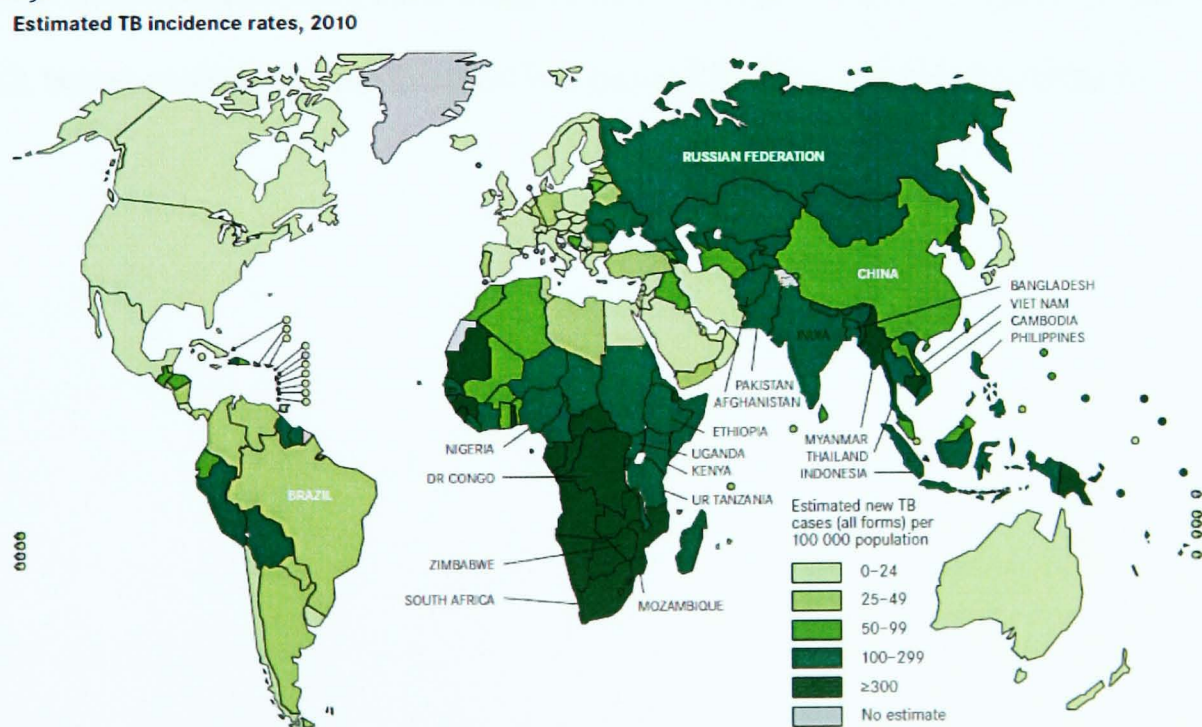 Estimated TB incidence rates, 2010
RUSSIAN FEDERATION
CHINA
BANGLADESH
VIET NAM
CAMBODIA
PHILIPPINES
INDIA
PAKISTAN
AFGHANISTAN
NIGERIA
ETHIOPIA
MYANMAR
UGANDA
THAILAND
KENYA
INDONESIA
DR CONGO
BRAZIL
UR TANZANIA
ZIMBABWE
SOUTH AFRICA
MOZAMBIQUE
Estimated new TB
cases (all forms) per
100 000 population
0–24
25–49
50–99
100–299
≥300
No estimate